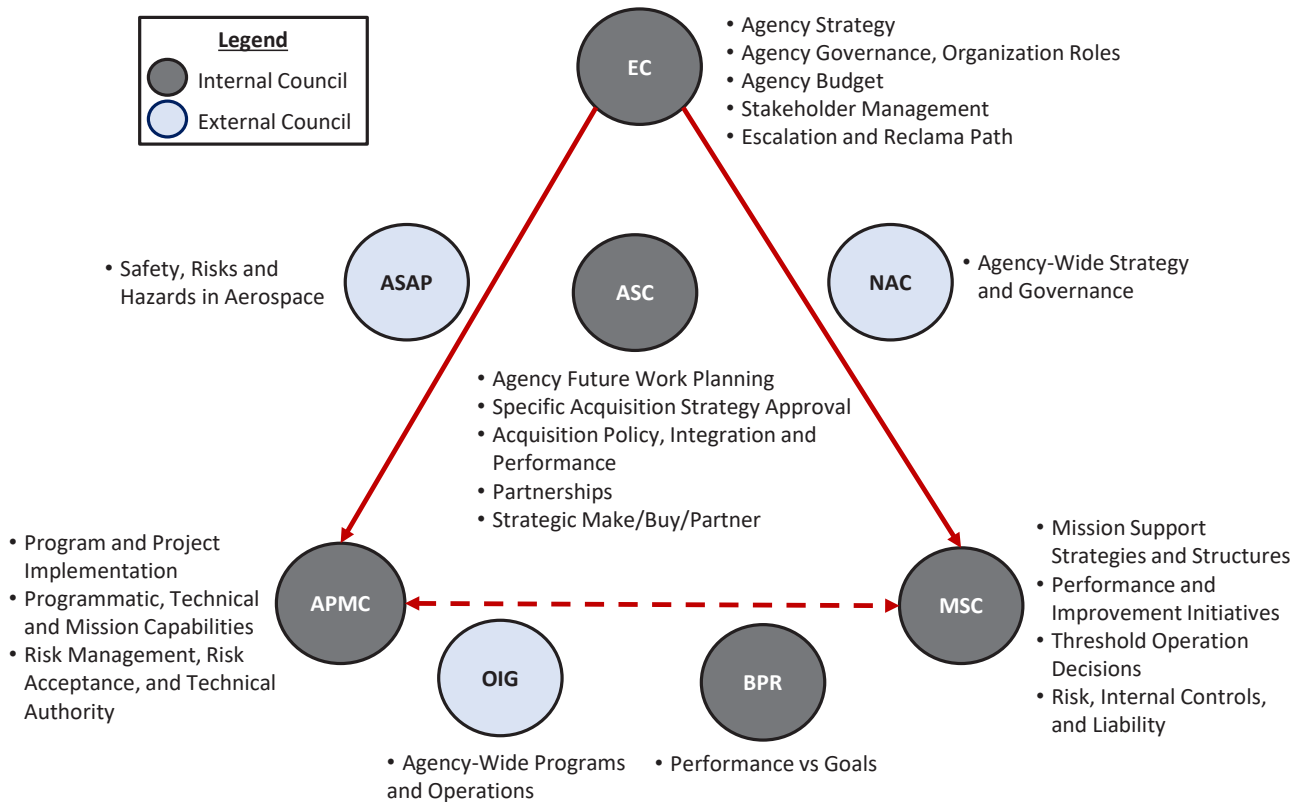 Legend
Internal Council
External Council
EC
• Agency Strategy
• Agency Governance, Organization Roles
• Agency Budget
• Stakeholder Management
• Escalation and Reclama Path
• Safety, Risks and
Hazards in Aerospace
ASAP
ASC
NAC
• Agency-Wide Strategy
and Governance
• Agency Future Work Planning
• Specific Acquisition Strategy Approval
• Acquisition Policy, Integration and
Performance
• Partnerships
• Strategic Make/Buy/Partner
• Program and Project
Implementation
• Programmatic, Technical
and Mission Capabilities
• Risk Management, Risk
Acceptance, and Technical
Authority
APMC
MSC
• Mission Support
Strategies and Structures
• Performance and
Improvement Initiatives
• Threshold Operation
Decisions
• Risk, Internal Controls,
and Liability
OIG
BPR
• Agency-Wide Programs
and Operations
• Performance vs Goals